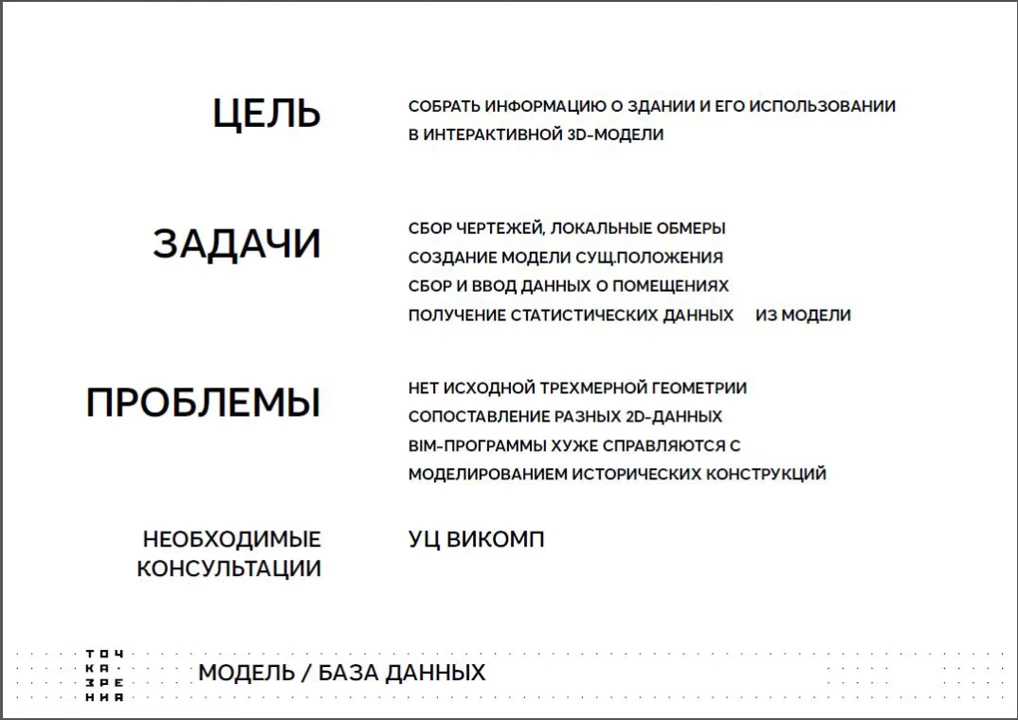 ЦЕЛЬ
СОБРАТЬ ИНФОРМАЦИЮ О ЗДАНИИ И ЕГО ИСПОЛЬЗОВАНИИ
В ИНТЕРАКТИВНОЙ 3D-МОДЕЛИ
ЗАДАЧИ
СБОР ЧЕРТЕЖЕЙ, ЛОКАЛЬНЫЕ ОБМЕРЫ
СОЗДАНИЕ МОДЕЛИ СУЩ.ПОЛОЖЕНИЯ
СБОР И ВВОД ДАННЫХ О ПОМЕЩЕНИЯХ
ПОЛУЧЕНИЕ СТАТИСТИЧЕСКИХ ДАННЫХ ИЗ МОДЕЛИ
ПРОБЛЕМЫ
НЕТ ИСХОДНОЙ ТРЕХМЕРНОЙ ГЕОМЕТРИИ
СОПОСТАВЛЕНИЕ РАЗНЫХ 2D-ДАННЫХ
BIM-ПРОГРАММЫ ХУЖЕ СПРАВЛЯЮТСЯ С
МОДЕЛИРОВАНИЕМ ИСТОРИЧЕСКИХ КОНСТРУКЦИЙ
НЕОБХОДИМЫЕ
КОНСУЛЬТАЦИИ
УЦ ВИКОМП
ТОЧ
КА
ЗРЕ
НИЯ
МОДЕЛЬ / БАЗА ДАННЫХ